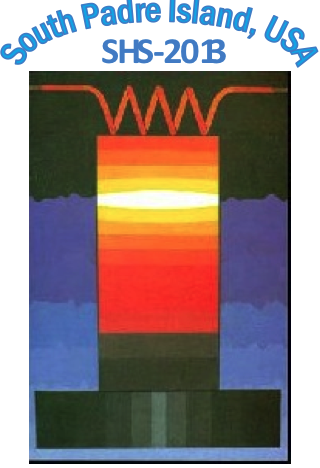 South Padre Island, USA
SHS-2013